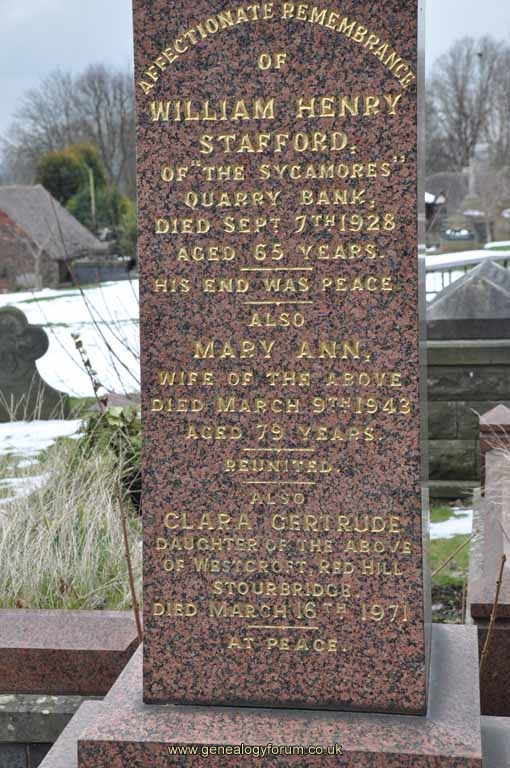 AFFECTIONATE REMEMBRANCE
OF
WILLIAM HENRY
STAFFORD,
OF "THE SYCAMORES"
QUARRY BANK,
DIED SEPT 7TH 1928
AGED 65 YEARS.
HIS END WAS PEACE.
ALSO
MARY ANN,
WIFE OF THE ABOVE
DIED MARCH 9TH 1943
AGED 79 YEARS.
REUNITED.
ALSO
CLARA GERTRUDE
DAUGHTER OF THE ABOVE
OF WESTCROFT, RED HILL
STOURBRIDGE.
DIED MARCH 16TH 1971
AT PEACE.
www.genealogyforum.co.uk